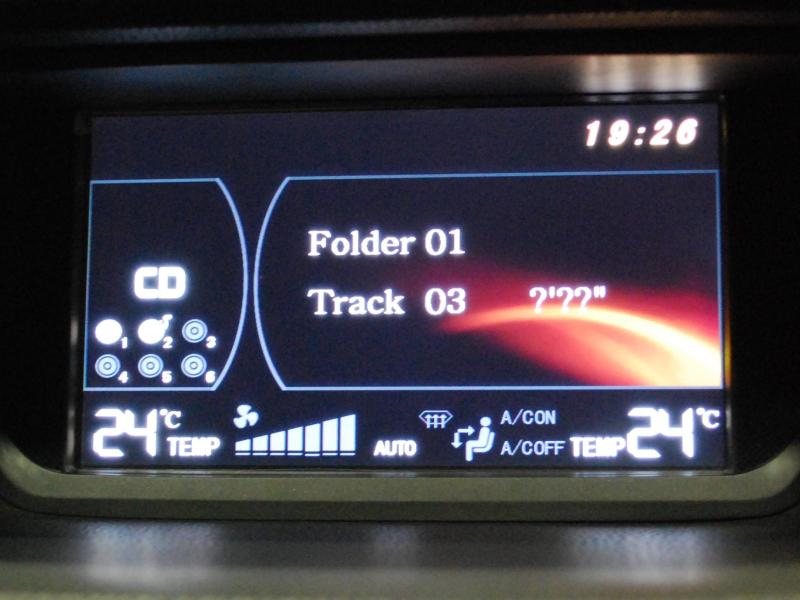 19:26
Folder 01
CD
Track 03 ?'??"
1 2 3
4 5 6
24°C TEMP AUTO A/CON A/COFF TEMP 24°C